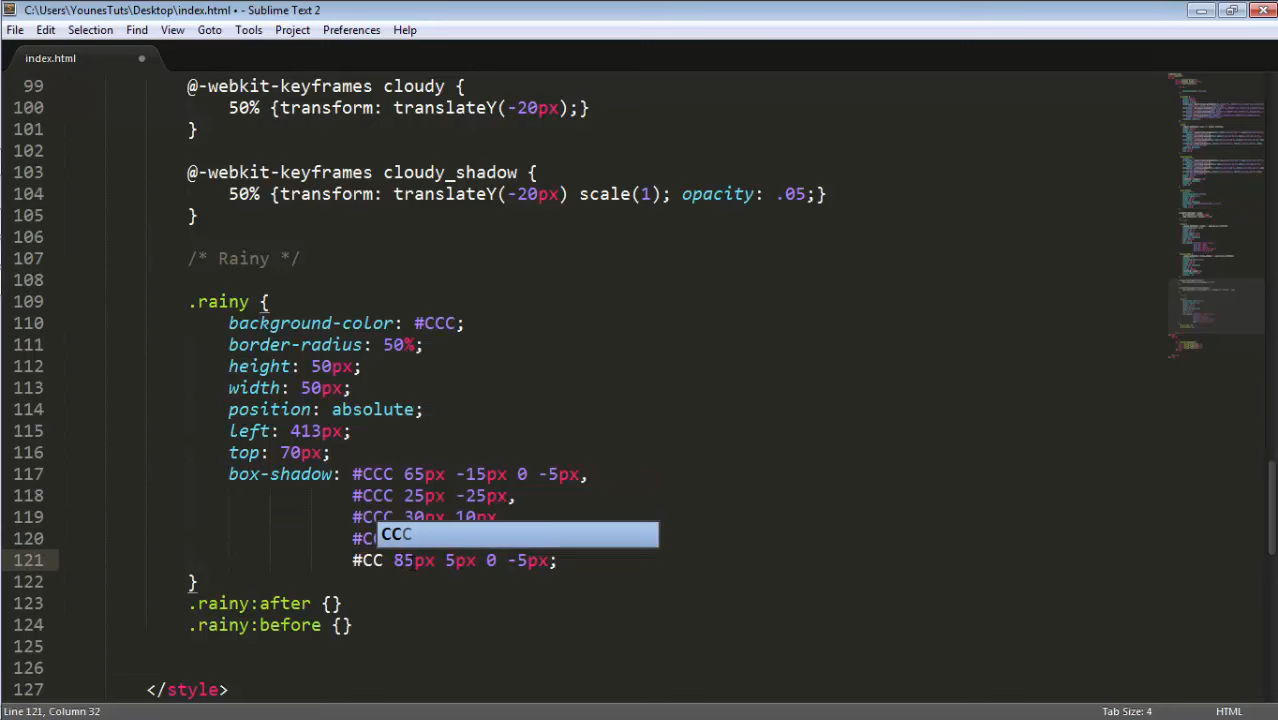 C:\Users\YounesTuts\Desktop\index.html • - Sublime Text 2
File Edit Selection Find View Goto Tools Project Preferences Help
index.html
99 @-webkit-keyframes cloudy {
100 50% {transform: translateY(-20px);}
101 }
102
103 @-webkit-keyframes cloudy_shadow {
104 50% {transform: translateY(-20px) scale(1); opacity: .05;}
105 }
106
107 /* Rainy */
108
109 .rainy {
110 background-color: #CCC;
111 border-radius: 50%;
112 height: 50px;
113 width: 50px;
114 position: absolute;
115 left: 413px;
116 top: 70px;
117 box-shadow: #CCC 65px -15px 0 -5px,
118 #CCC 25px -25px,
119 #CCC 30px 10px
120 #C
CCC
121 #CC 85px 5px 0 -5px;
122 }
123 .rainy:after {}
124 .rainy:before {}
125
126
127 </style>
Line 121, Column 32 Tab Size: 4 HTML